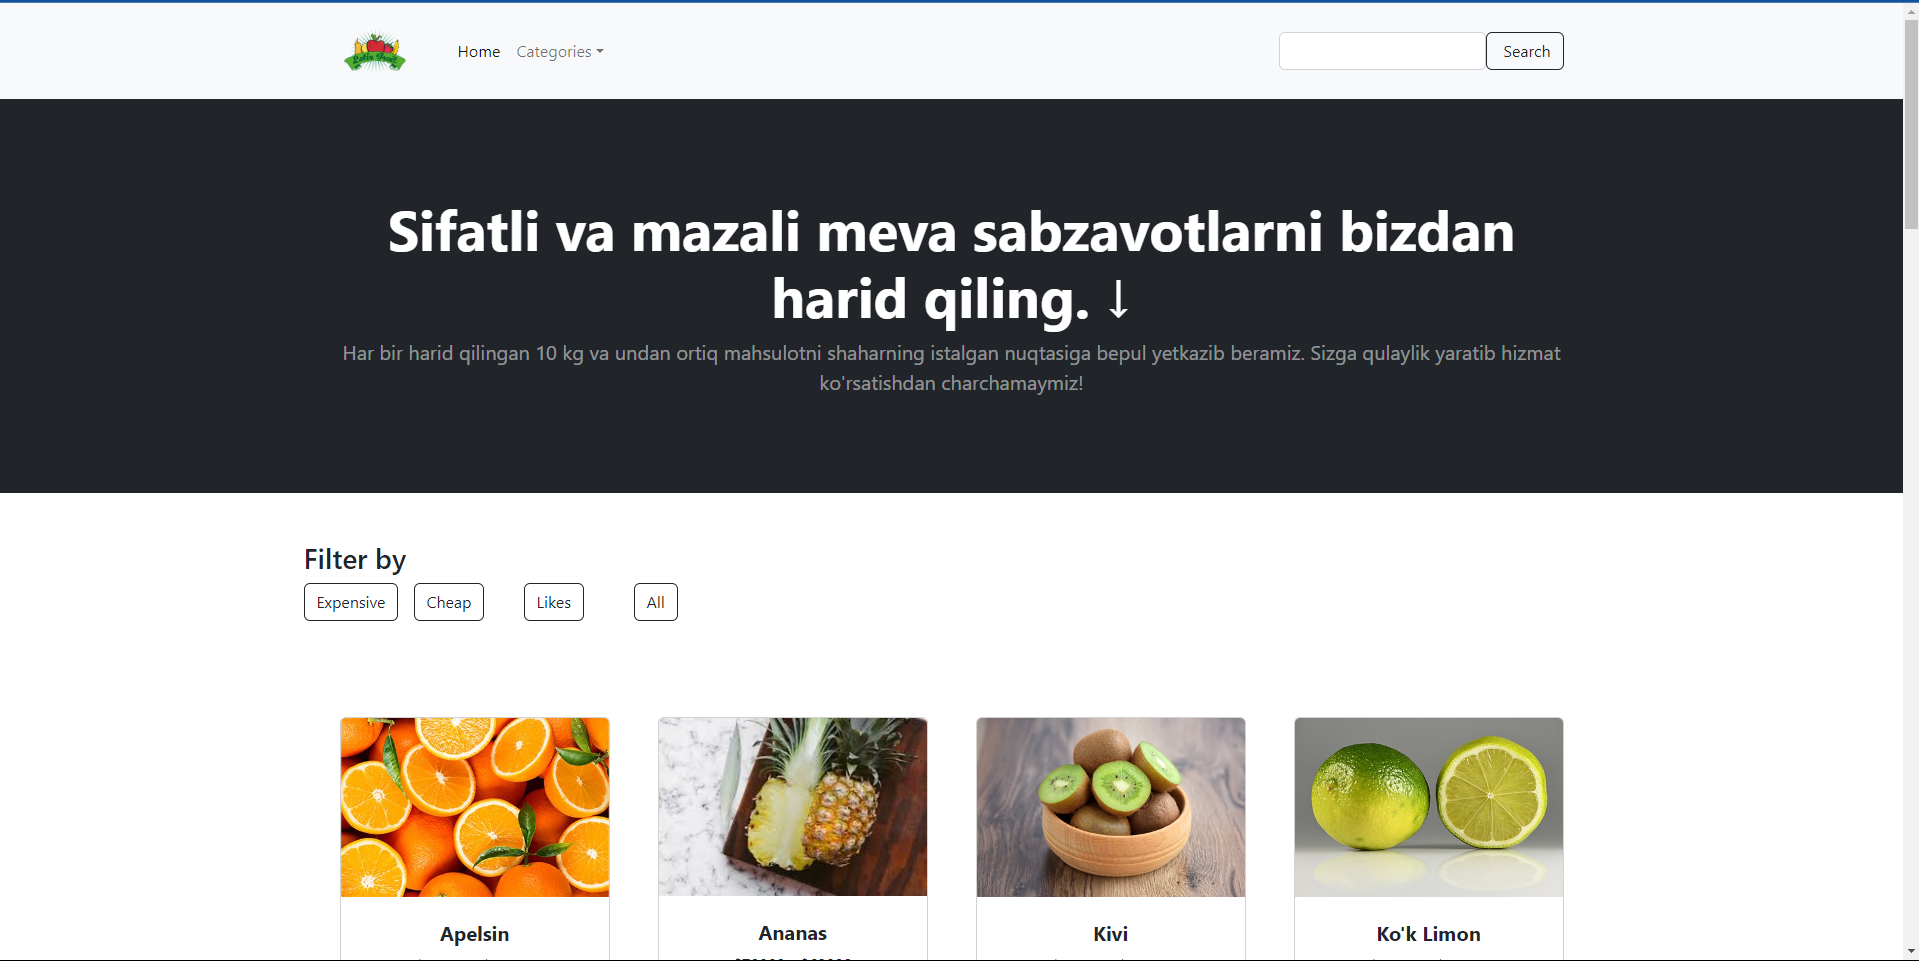 Home Categories
Search
Sifatli va mazali meva sabzavotlarni bizdan
harid qiling. ↓
Har bir harid qilingan 10 kg va undan ortiq mahsulotni shaharning istalgan nuqtasiga bepul yetkazib beramiz. Sizga qulaylik yaratib hizmat
ko'rsatishdan charchamaymiz!
Filter by
Expensive Cheap Likes All
Apelsin Ananas Kivi Ko'k Limon